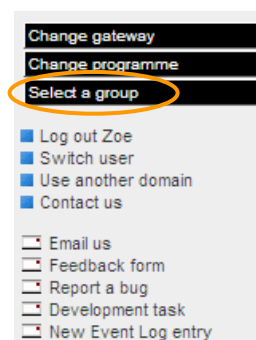 Change gateway
Change programme
Select a group
Log out Zoe
Switch user
Use another domain
Contact us
Email us
Feedback form
Report a bug
Development task
New Event Log entry